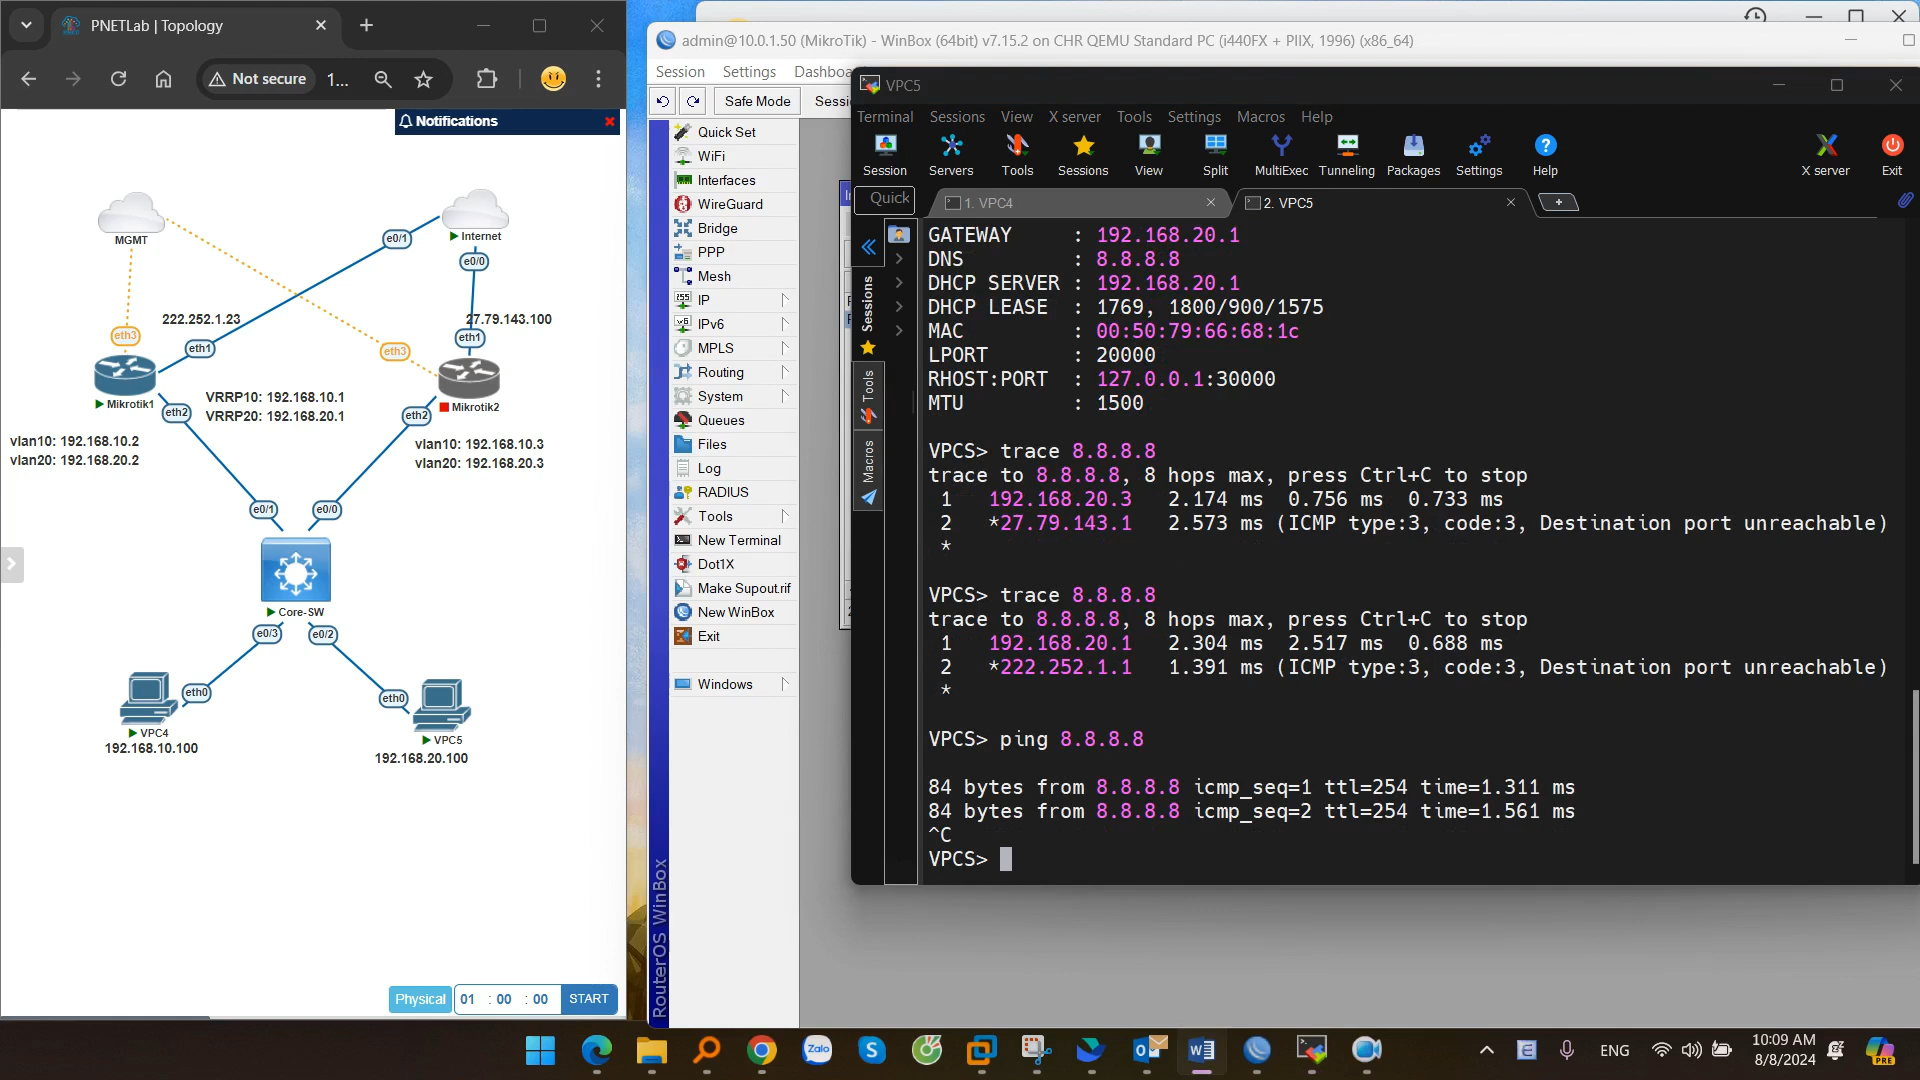 PNETLab | Topology
Not secure
1...
Notifications
MGMT
Internet
e0/1
e0/0
222.252.1.23
27.79.143.100
eth3
eth1
eth3
eth1
Mikrotik1
Mikrotik2
VRRP10: 192.168.10.1
VRRP20: 192.168.20.1
eth2
eth2
vlan10: 192.168.10.2
vlan20: 192.168.20.2
vlan10: 192.168.10.3
vlan20: 192.168.20.3
e0/1
e0/0
Core-SW
e0/3
e0/2
eth0
eth0
VPC4
192.168.10.100
VPC5
192.168.20.100
Physical
01 : 00 : 00
START
admin@10.0.1.50 (MikroTik) - WinBox (64bit) v7.15.2 on CHR QEMU Standard PC (i440FX + PIIX, 1996) (x86_64)
Session Settings Dashboa
Safe Mode
Sessi
Quick Set
WiFi
Interfaces
WireGuard
Bridge
PPP
Mesh
IP
IPv6
MPLS
Routing
System
Queues
Files
Log
RADIUS
Tools
New Terminal
Dot1X
Make Supout.rif
New WinBox
Exit
Windows
RouterOS WinBox
VPC5
Terminal Sessions View X server Tools Settings Macros Help
Session Servers Tools Sessions View Split MultiExec Tunneling Packages Settings Help X server Exit
Quick
1. VPC4
2. VPC5
Sessions
Tools
Macros
GATEWAY : 192.168.20.1
DNS : 8.8.8.8
DHCP SERVER : 192.168.20.1
DHCP LEASE : 1769, 1800/900/1575
MAC : 00:50:79:66:68:1c
LPORT : 20000
RHOST:PORT : 127.0.0.1:30000
MTU : 1500
VPCS> trace 8.8.8.8
trace to 8.8.8.8, 8 hops max, press Ctrl+C to stop
1 192.168.20.3 2.174 ms 0.756 ms 0.733 ms
2 *27.79.143.1 2.573 ms (ICMP type:3, code:3, Destination port unreachable)
*
VPCS> trace 8.8.8.8
trace to 8.8.8.8, 8 hops max, press Ctrl+C to stop
1 192.168.20.1 2.304 ms 2.517 ms 0.688 ms
2 *222.252.1.1 1.391 ms (ICMP type:3, code:3, Destination port unreachable)
*
VPCS> ping 8.8.8.8
84 bytes from 8.8.8.8 icmp_seq=1 ttl=254 time=1.311 ms
84 bytes from 8.8.8.8 icmp_seq=2 ttl=254 time=1.561 ms
^C
VPCS>
Zalo
ENG
10:09 AM
8/8/2024
PRE